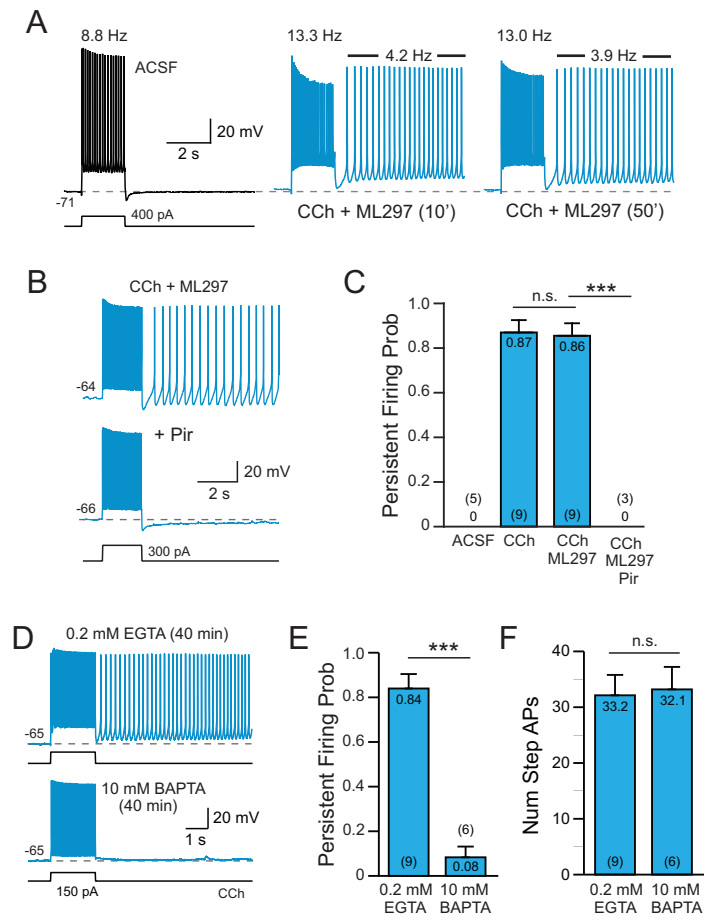 A
8.8 Hz
ACSF
20 mV
2 s
-71
400 pA
13.3 Hz
4.2 Hz
CCh + ML297 (10')
13.0 Hz
3.9 Hz
CCh + ML297 (50')
B
CCh + ML297
-64
+ Pir
20 mV
2 s
-66
300 pA
C
Persistent Firing Prob
1.0
0.8
0.6
0.4
0.2
0
n.s.
***
0.87
0.86
(5)
0
(9)
(9)
(3)
0
ACSF
CCh
CCh
ML297
CCh
ML297
Pir
D
0.2 mM EGTA (40 min)
-65
10 mM BAPTA
(40 min)
20 mV
1 s
-65
150 pA
CCh
E
Persistent Firing Prob
1.0
0.8
0.6
0.4
0.2
0
***
0.84
(9)
(6)
0.08
0.2 mM
EGTA
10 mM
BAPTA
F
Num Step APs
40
30
20
10
0
n.s.
33.2
32.1
(9)
(6)
0.2 mM
EGTA
10 mM
BAPTA